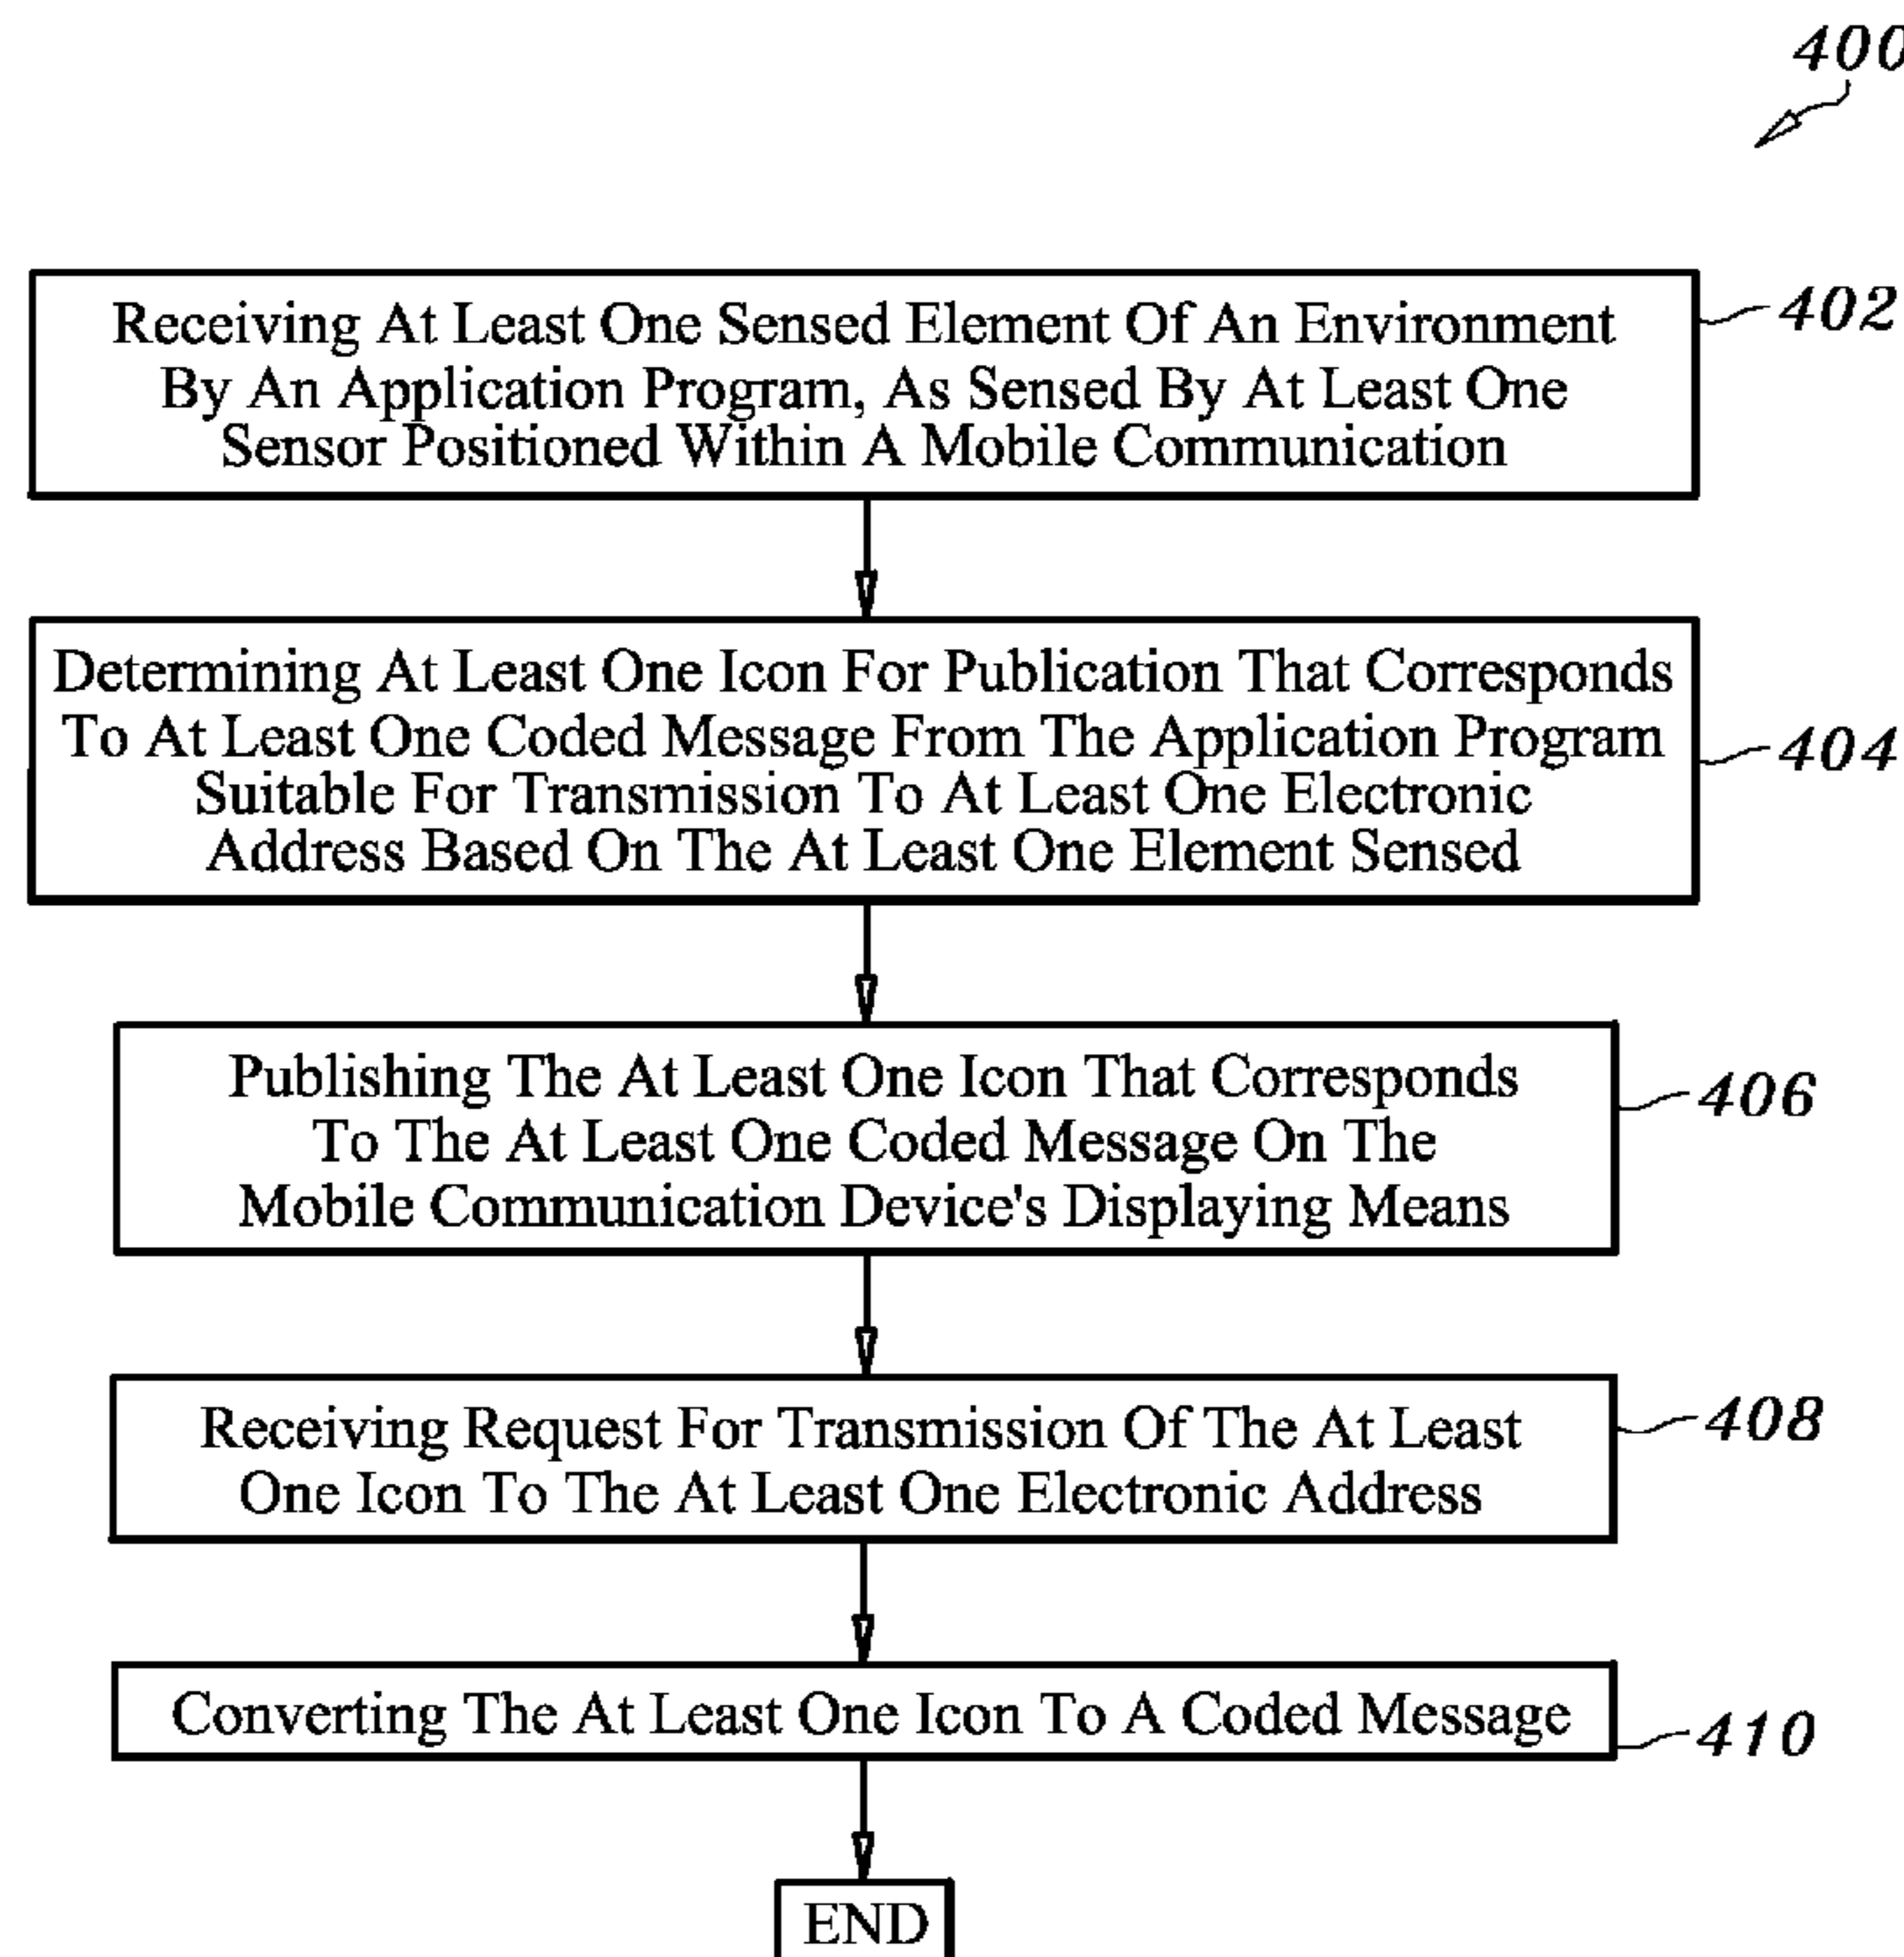 400
Receiving At Least One Sensed Element Of An Environment
By An Application Program, As Sensed By At Least One
Sensor Positioned Within A Mobile Communication
402
Determining At Least One Icon For Publication That Corresponds
To At Least One Coded Message From The Application Program
Suitable For Transmission To At Least One Electronic
Address Based On The At Least One Element Sensed
404
Publishing The At Least One Icon That Corresponds
To The At Least One Coded Message On The
Mobile Communication Device's Displaying Means
406
Receiving Request For Transmission Of The At Least
One Icon To The At Least One Electronic Address
408
Converting The At Least One Icon To A Coded Message
410
END